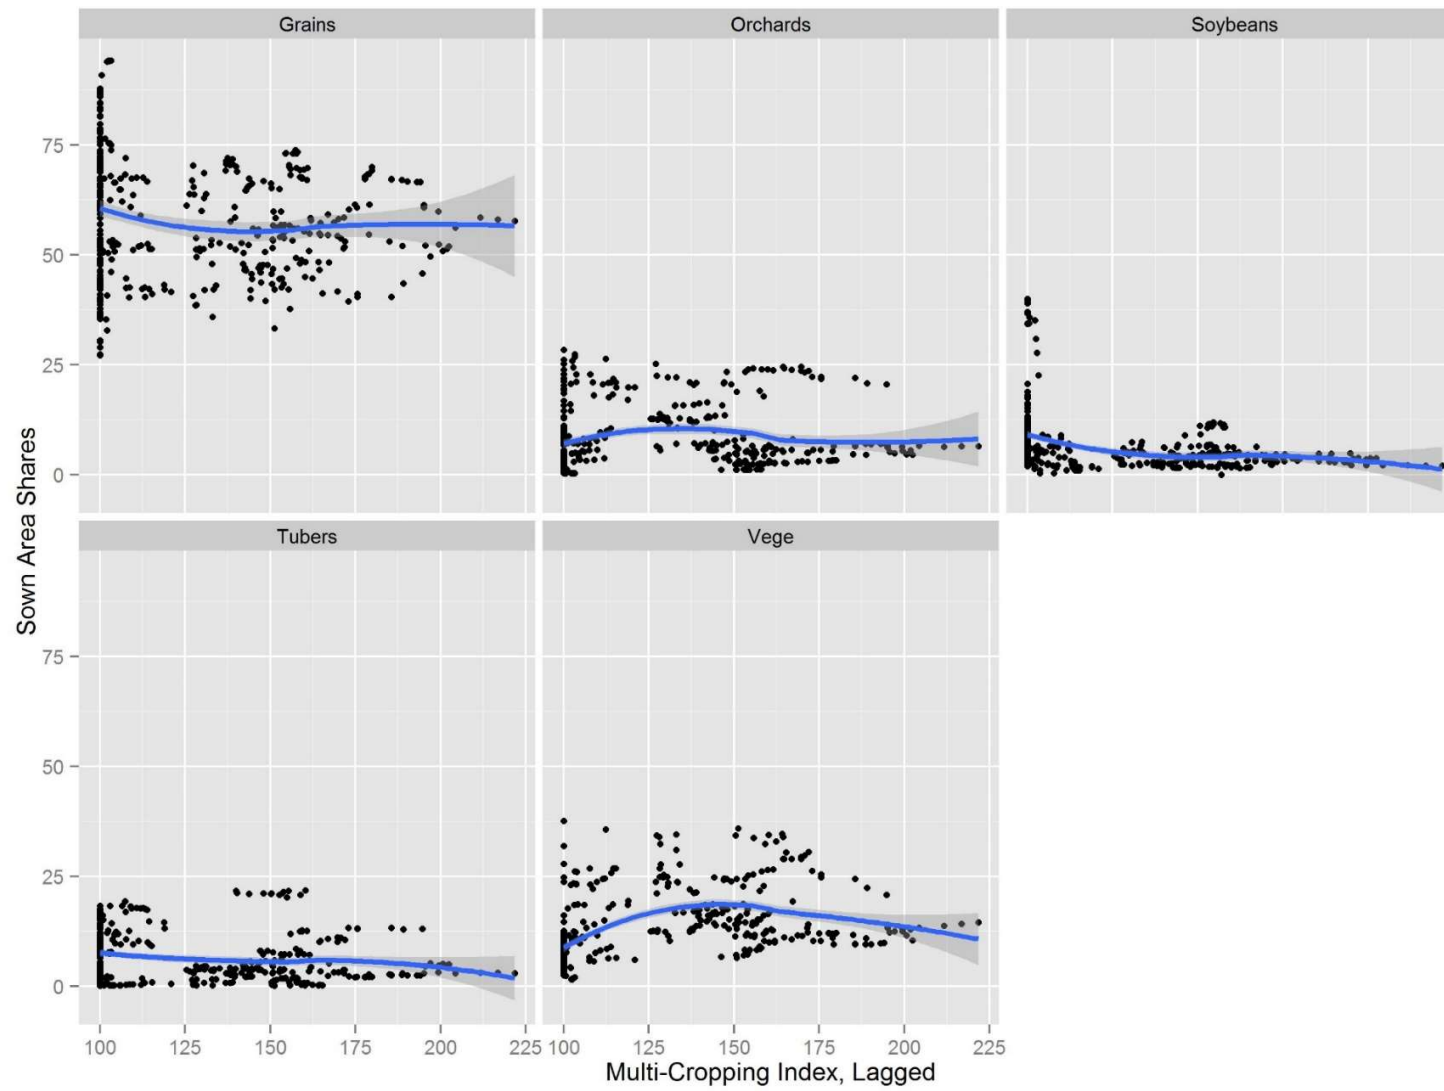 Grains
Orchards
Soybeans
75
50
25
0
Tubers
Vege
75
50
25
0
100 125 150 175 200 225 100 125 150 175 200 225
Sown Area Shares
Multi-Cropping Index, Lagged